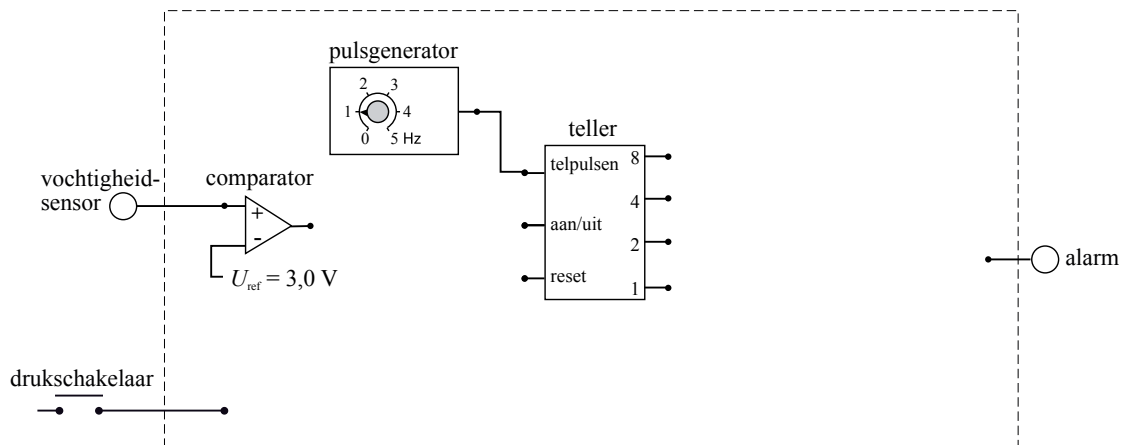 pulsgenerator
2 3
1 4
0 5 Hz
teller
telpulsen 8
4
aan/uit
2
reset
1
vochtigheid-
sensor
comparator
+
-
Uref = 3,0 V
alarm
drukschakelaar